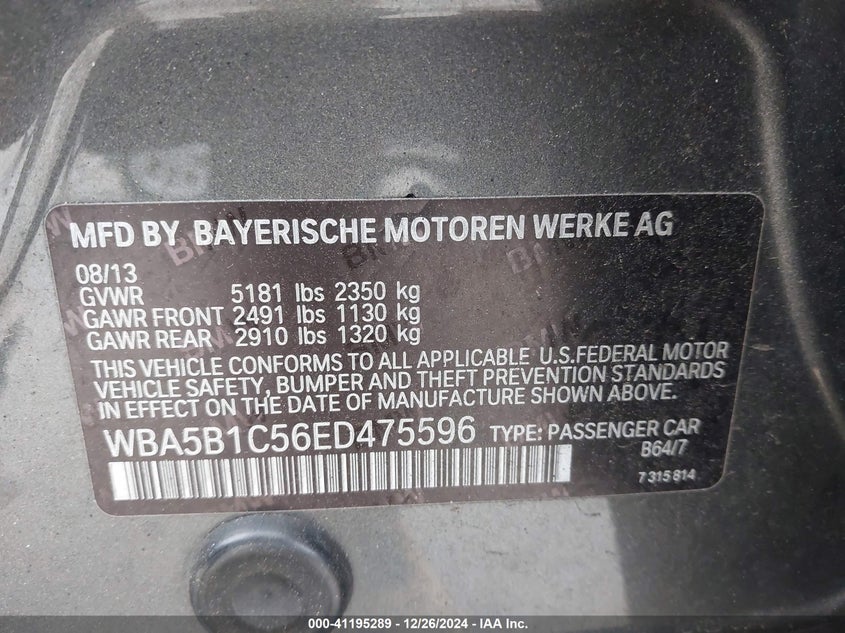 MFD BY BAYERISCHE MOTOREN WERKE AG
08/13
GVWR 5181 lbs 2350 kg
GAWR FRONT 2491 lbs 1130 kg
GAWR REAR 2910 lbs 1320 kg
THIS VEHICLE CONFORMS TO ALL APPLICABLE U.S.FEDERAL MOTOR
VEHICLE SAFETY, BUMPER AND THEFT PREVENTION STANDARDS
IN EFFECT ON THE DATE OF MANUFACTURE SHOWN ABOVE.
WBA5B1C56ED475596 TYPE: PASSENGER CAR
B64/7
7 315 814
000-41195289 - 12/26/2024 - IAA Inc.